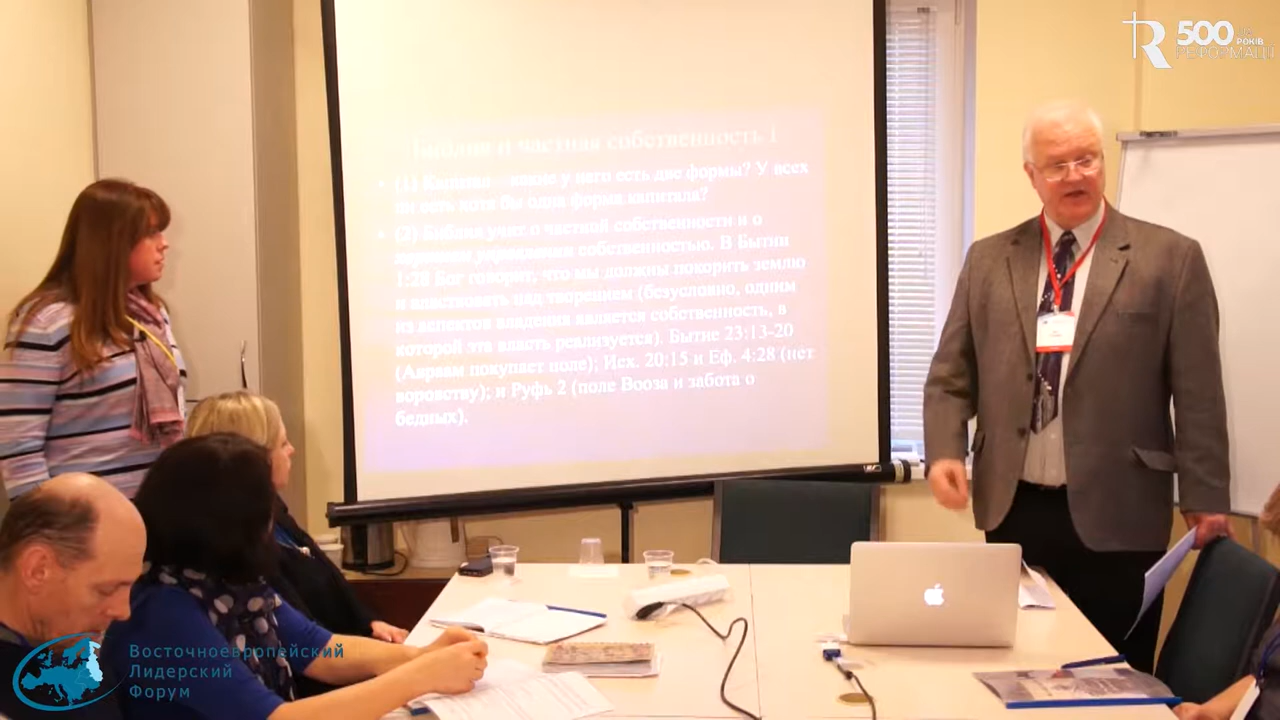 500
РОКІВ
РЕФОРМАЦІЇ
Библия и частная собственность 1
(1) Капитал – какие у него есть две формы? У всех
ли есть хотя бы одна форма капитала?
(2) Библия учит о частной собственности и о
управлении собственностью. В Бытии
1:28 Бог говорит, что мы должны покорить землю
и властвовать над творением (безусловно, одним
из аспектов владения является собственность, в
которой эта власть реализуется). Бытие 23:13-20
(Авраам покупает поле); Исх. 20:15 и Еф. 4:28 (нет
воровству); и Руфь 2 (поле Вооза и забота о
бедных).
Восточноевропейский
Лидерский
Форум